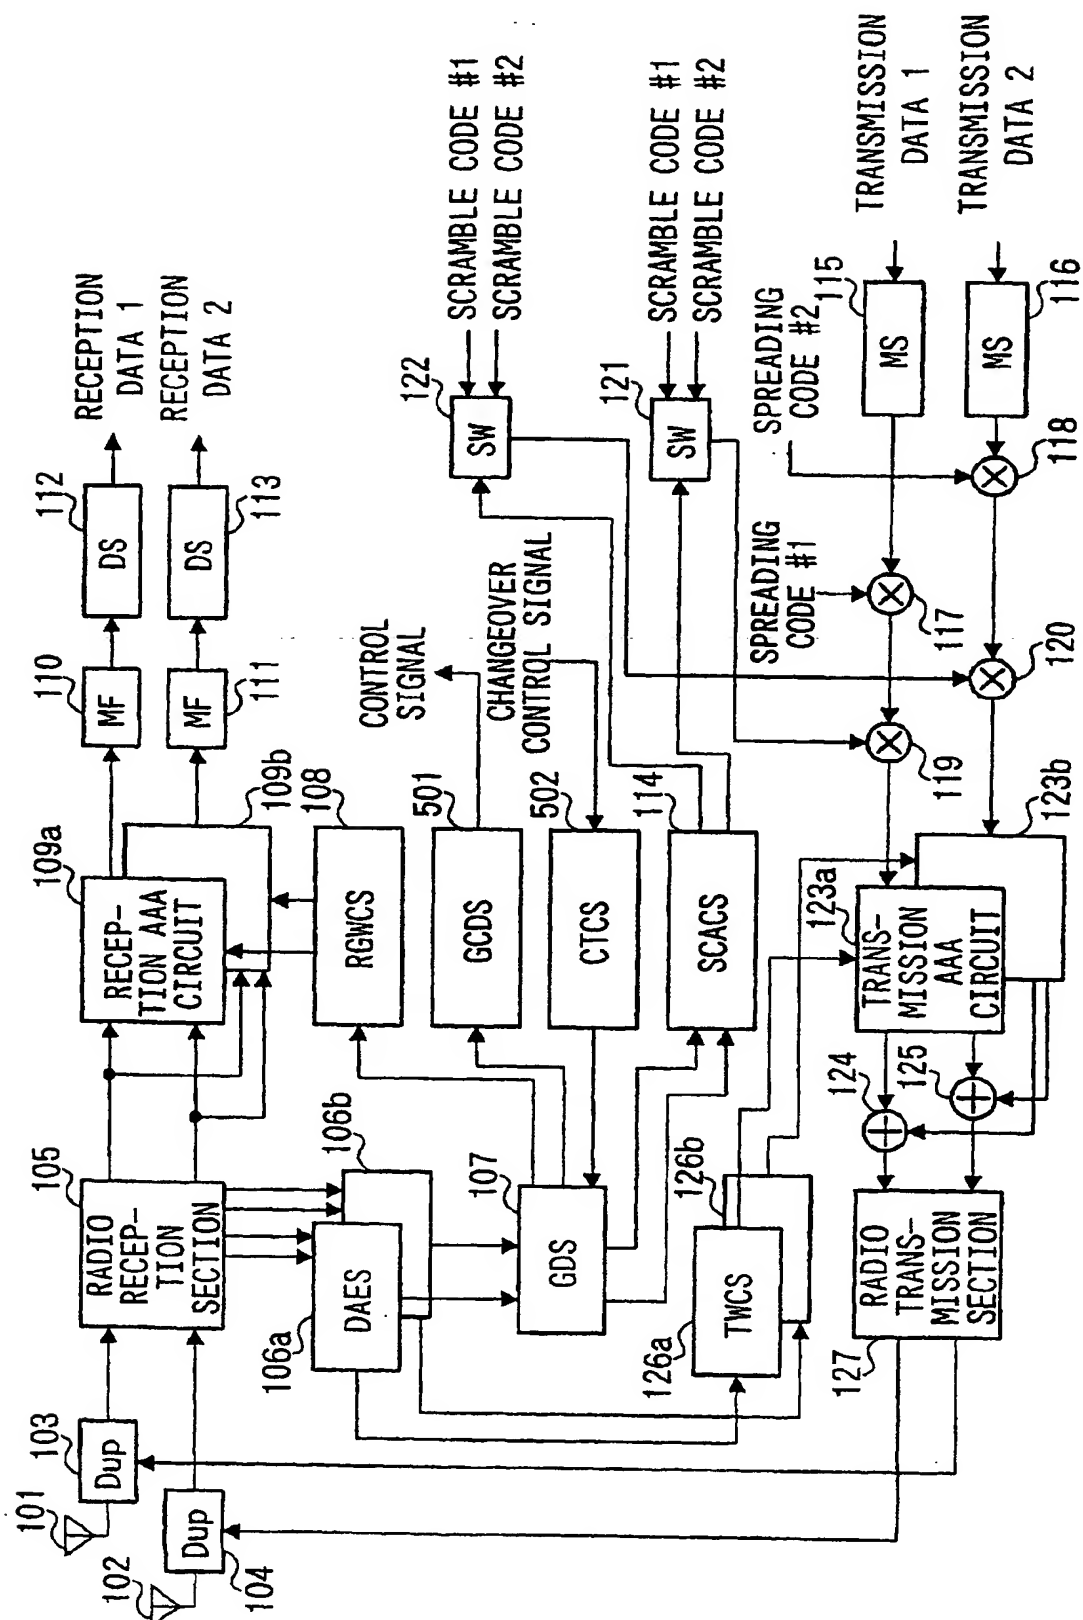 101
102
103
Dup
Dup
104
105
RADIO
RECEP-
TION
SECTION
109a
RECEP-
TION AAA
CIRCUIT
109b
110
MF
MF
111
112
DS
DS
113
RECEPTION
DATA 1
RECEPTION
DATA 2
106a
DAES
106b
107
GDS
108
RGWCS
501
GCDS
CONTROL
SIGNAL
502
CTCS
CHANGEOVER
CONTROL SIGNAL
114
SCACS
122
SW
SCRAMBLE CODE #1
SCRAMBLE CODE #2
121
SW
SCRAMBLE CODE #1
SCRAMBLE CODE #2
126a
TWCS
126b
127
RADIO
TRANS-
MISSION
SECTION
124
125
123a
TRANS-
MISSION
AAA
CIRCUIT
123b
119
120
SPREADING
CODE #1
117
118
SPREADING
CODE #2
115
MS
MS
116
TRANSMISSION
DATA 1
TRANSMISSION
DATA 2